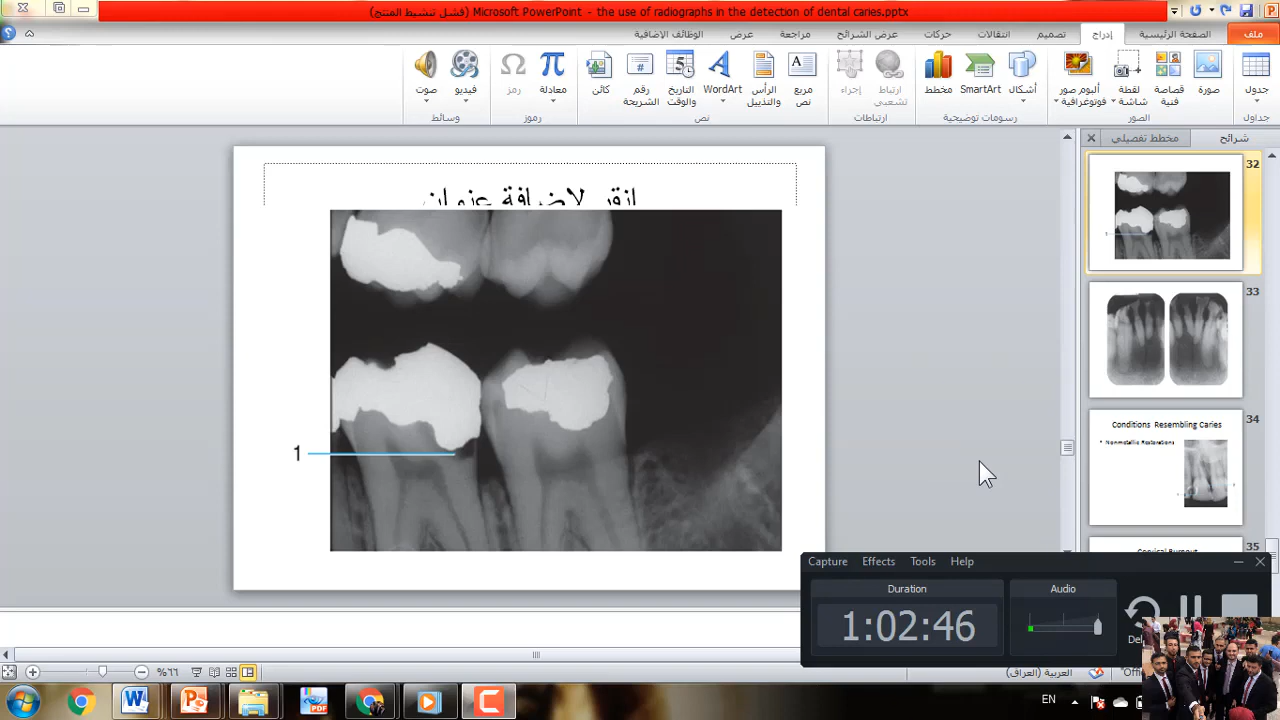 Microsoft PowerPoint - the use of radiographs in the detection of dental caries.pptx (فشل تنشيط المنتج)
ملف
الصفحة الرئيسية
إدراج
تصميم
انتقالات
حركات
عرض الشرائح
مراجعة
عرض
الوظائف الإضافية
جدول
صورة
قصاصة فنية
لقطة شاشة
ألبوم صور فوتوغرافية
أشكال
SmartArt
مخطط
ارتباط تشعبي
إجراء
مربع نص
الرأس والتذييل
WordArt
التاريخ والوقت
رقم الشريحة
كائن
معادلة
رمز
فيديو
صوت
جداول
الصور
رسومات توضيحية
ارتباطات
نص
رموز
وسائط
شرائح
مخطط تفصيلي
انقر لإضافة عنوان
1
32
33
34
Conditions Resembling Caries
• Nonmetallic Restorations
35
Cervical Burnout
Capture Effects Tools Help
Duration
1:02:46
Audio
Del
٦٦%
العربية (العراق)
EN